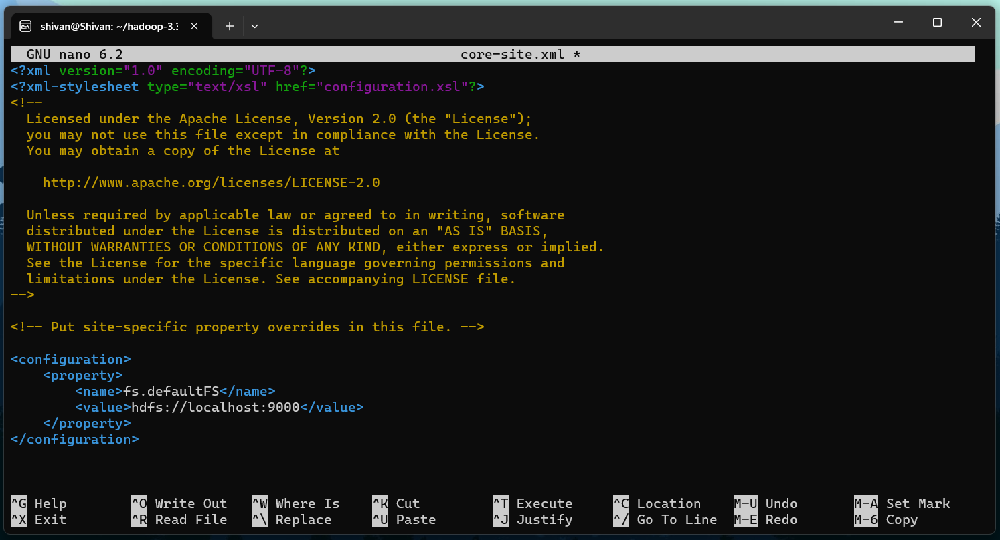 shivan@Shivan: ~/hadoop-3.3
GNU nano 6.2 core-site.xml *
<?xml version="1.0" encoding="UTF-8"?>
<?xml-stylesheet type="text/xsl" href="configuration.xsl"?>
<!--
  Licensed under the Apache License, Version 2.0 (the "License");
  you may not use this file except in compliance with the License.
  You may obtain a copy of the License at

    http://www.apache.org/licenses/LICENSE-2.0

  Unless required by applicable law or agreed to in writing, software
  distributed under the License is distributed on an "AS IS" BASIS,
  WITHOUT WARRANTIES OR CONDITIONS OF ANY KIND, either express or implied.
  See the License for the specific language governing permissions and
  limitations under the License. See accompanying LICENSE file.
-->

<!-- Put site-specific property overrides in this file. -->

<configuration>
    <property>
        <name>fs.defaultFS</name>
        <value>hdfs://localhost:9000</value>
    </property>
</configuration>

^G Help ^O Write Out ^W Where Is ^K Cut ^T Execute ^C Location M-U Undo M-A Set Mark
^X Exit ^R Read File ^\ Replace ^U Paste ^J Justify ^/ Go To Line M-E Redo M-6 Copy